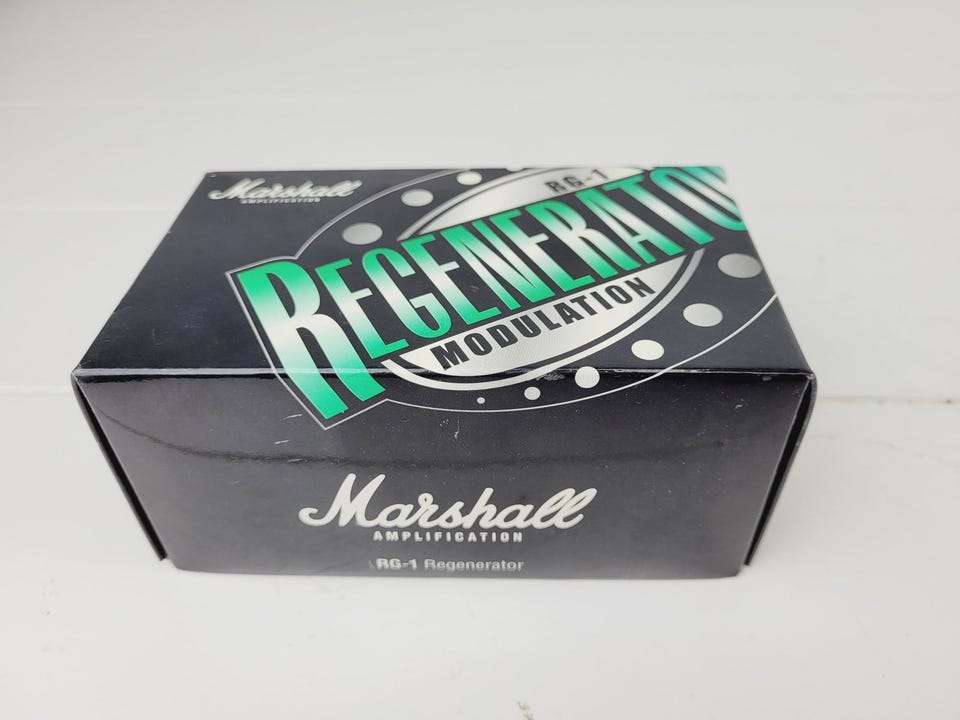 Marshall
AMPLIFICATION
RG-1
REGENERATO
MODULATION
Marshall
AMPLIFICATION
RG-1 Regenerator